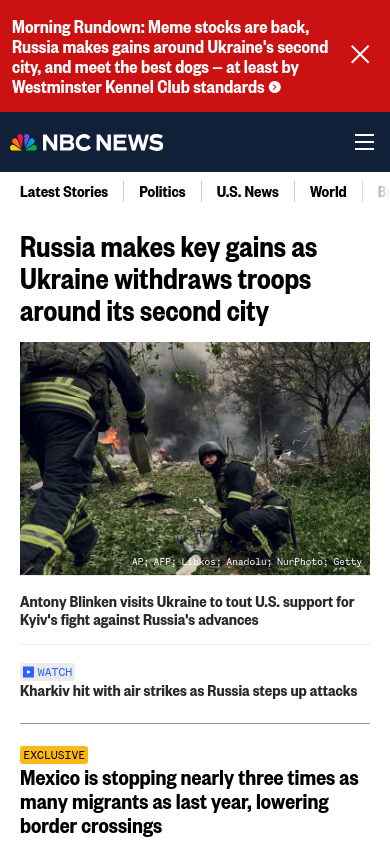 Morning Rundown: Meme stocks are back,
Russia makes gains around Ukraine's second
city, and meet the best dogs — at least by
Westminster Kennel Club standards
NBC NEWS
Latest Stories
Politics
U.S. News
World
Russia makes key gains as
Ukraine withdraws troops
around its second city
AP; AFP; Libkos; Anadolu; NurPhoto; Getty
Antony Blinken visits Ukraine to tout U.S. support for
Kyiv's fight against Russia's advances
WATCH
Kharkiv hit with air strikes as Russia steps up attacks
EXCLUSIVE
Mexico is stopping nearly three times as
many migrants as last year, lowering
border crossings